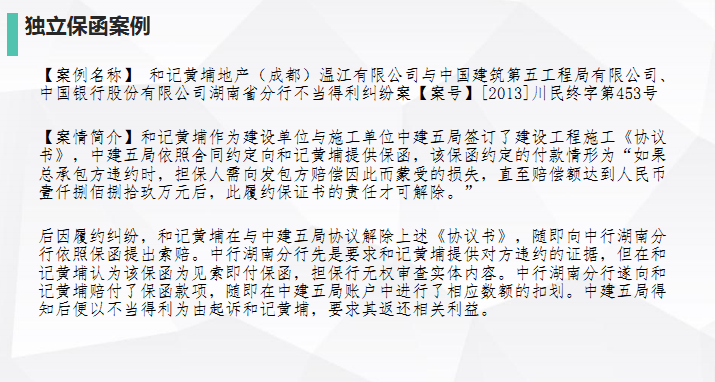 独立保函案例
【案例名称】 和记黄埔地产（成都）温江有限公司与中国建筑第五工程局有限公司、
中国银行股份有限公司湖南省分行不当得利纠纷案【案号】[2013]川民终字第453号
【案情简介】和记黄埔作为建设单位与施工单位中建五局签订了建设工程施工《协议
书》，中建五局依照合同约定向和记黄埔提供保函，该保函约定的付款情形为“如果
总承包方违约时，担保人需向发包方赔偿因此而蒙受的损失，直至赔偿额达到人民币
壹仟捌佰捌拾玖万元后，此履约保证书的责任才可解除。”
后因履约纠纷，和记黄埔在与中建五局协议解除上述《协议书》，随即向中行湖南分
行依照保函提出索赔。中行湖南分行先是要求和记黄埔提供对方违约的证据，但在和
记黄埔认为该保函为见索即付保函，担保行无权审查实体内容。中行湖南分行遂向和
记黄埔赔付了保函款项，随即在中建五局账户中进行了相应数额的扣划。中建五局得
知后便以不当得利为由起诉和记黄埔，要求其返还相关利益。